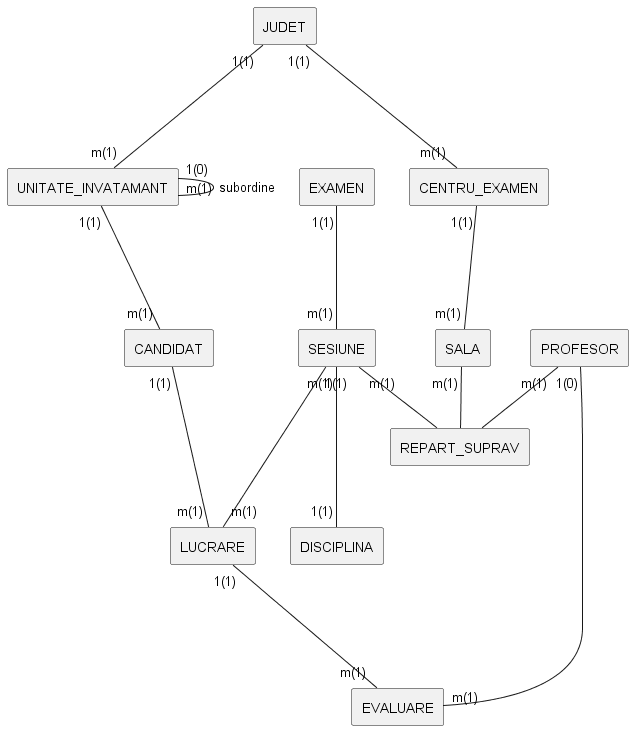 JUDET
1(1)
1(1)
m(1)
m(1)
1(0)
UNITATE_INVATAMANT
m(1)
subordine
EXAMEN
CENTRU_EXAMEN
1(1)
1(1)
1(1)
m(1)
m(1)
m(1)
CANDIDAT
SESIUNE
SALA
PROFESOR
1(1)
m(1)
1(1)
m(1)
m(1)
m(1)
1(0)
REPART_SUPRAV
m(1)
m(1)
1(1)
LUCRARE
DISCIPLINA
1(1)
m(1)
m(1)
EVALUARE